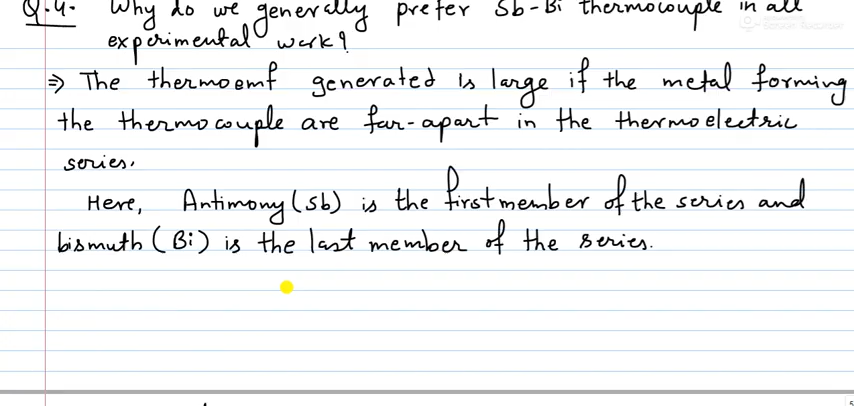 Q.4. Why do we generally prefer Sb-Bi thermocouple in all
experimental work?
⇒ The thermoemf generated is large if the metal forming
the thermocouple are far-apart in the thermoelectric
series.
Here, Antimony (Sb) is the first member of the series and
bismuth (Bi) is the last member of the series.